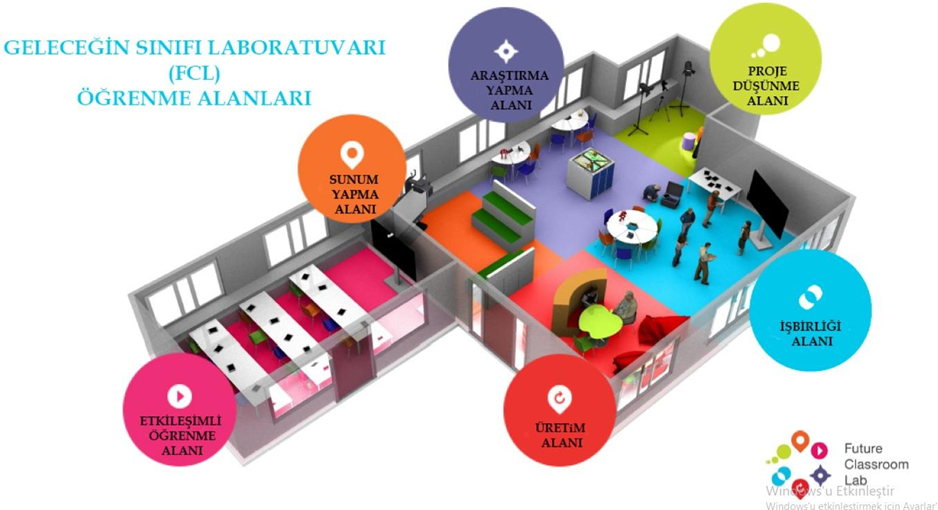 GELECEĞİN SINIFI LABORATUVARI
(FCL)
ÖĞRENME ALANLARI
ARAŞTIRMA
YAPMA
ALANI
PROJE
DÜŞÜNME
ALANI
SUNUM
YAPMA
ALANI
İŞBİRLİĞİ
ALANI
ETKİLEŞİMLİ
ÖĞRENME
ALANI
ÜRETiM
ALANI
Future
Classroom
Lab
Windows'u Etkinleştir
Windows'u etkinleştirmek için Ayarlar'